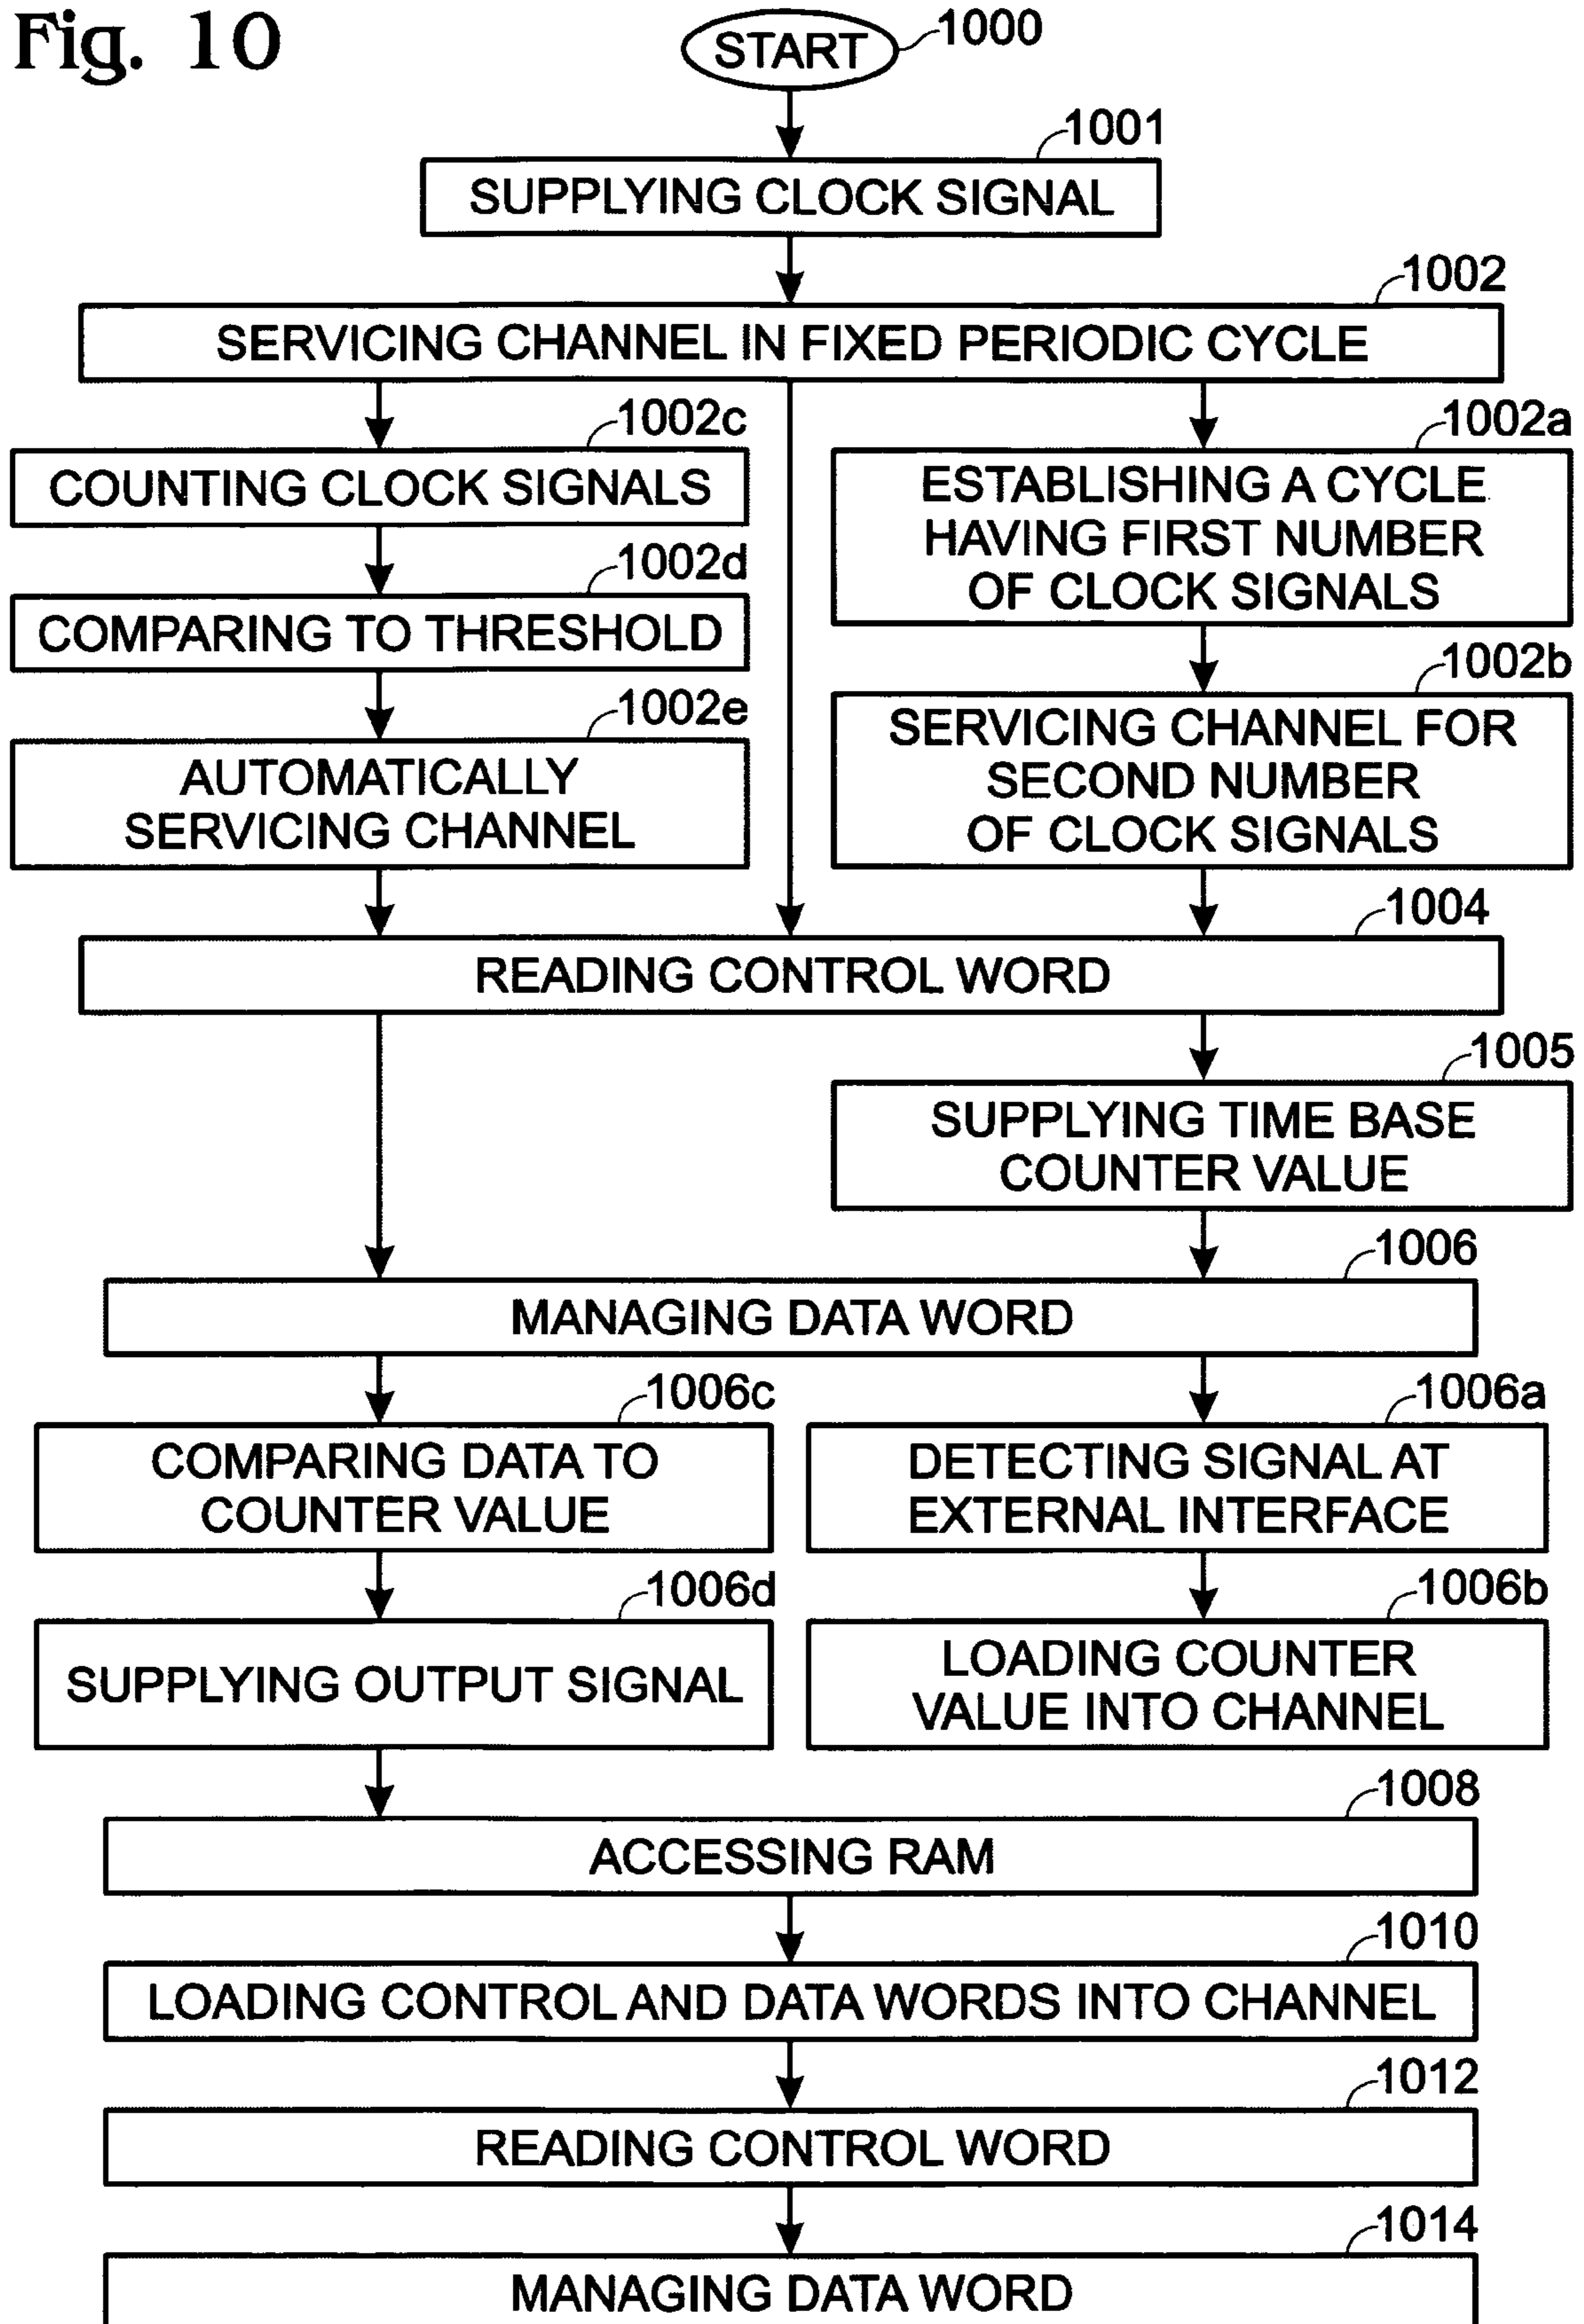 Fig. 10
START
1000
1001
SUPPLYING CLOCK SIGNAL
1002
SERVICING CHANNEL IN FIXED PERIODIC CYCLE
1002c
COUNTING CLOCK SIGNALS
1002d
COMPARING TO THRESHOLD
1002e
AUTOMATICALLY
SERVICING CHANNEL
1002a
ESTABLISHING A CYCLE
HAVING FIRST NUMBER
OF CLOCK SIGNALS
1002b
SERVICING CHANNEL FOR
SECOND NUMBER
OF CLOCK SIGNALS
1004
READING CONTROL WORD
1005
SUPPLYING TIME BASE
COUNTER VALUE
1006
MANAGING DATA WORD
1006c
COMPARING DATA TO
COUNTER VALUE
1006d
SUPPLYING OUTPUT SIGNAL
1006a
DETECTING SIGNAL AT
EXTERNAL INTERFACE
1006b
LOADING COUNTER
VALUE INTO CHANNEL
1008
ACCESSING RAM
1010
LOADING CONTROL AND DATA WORDS INTO CHANNEL
1012
READING CONTROL WORD
1014
MANAGING DATA WORD